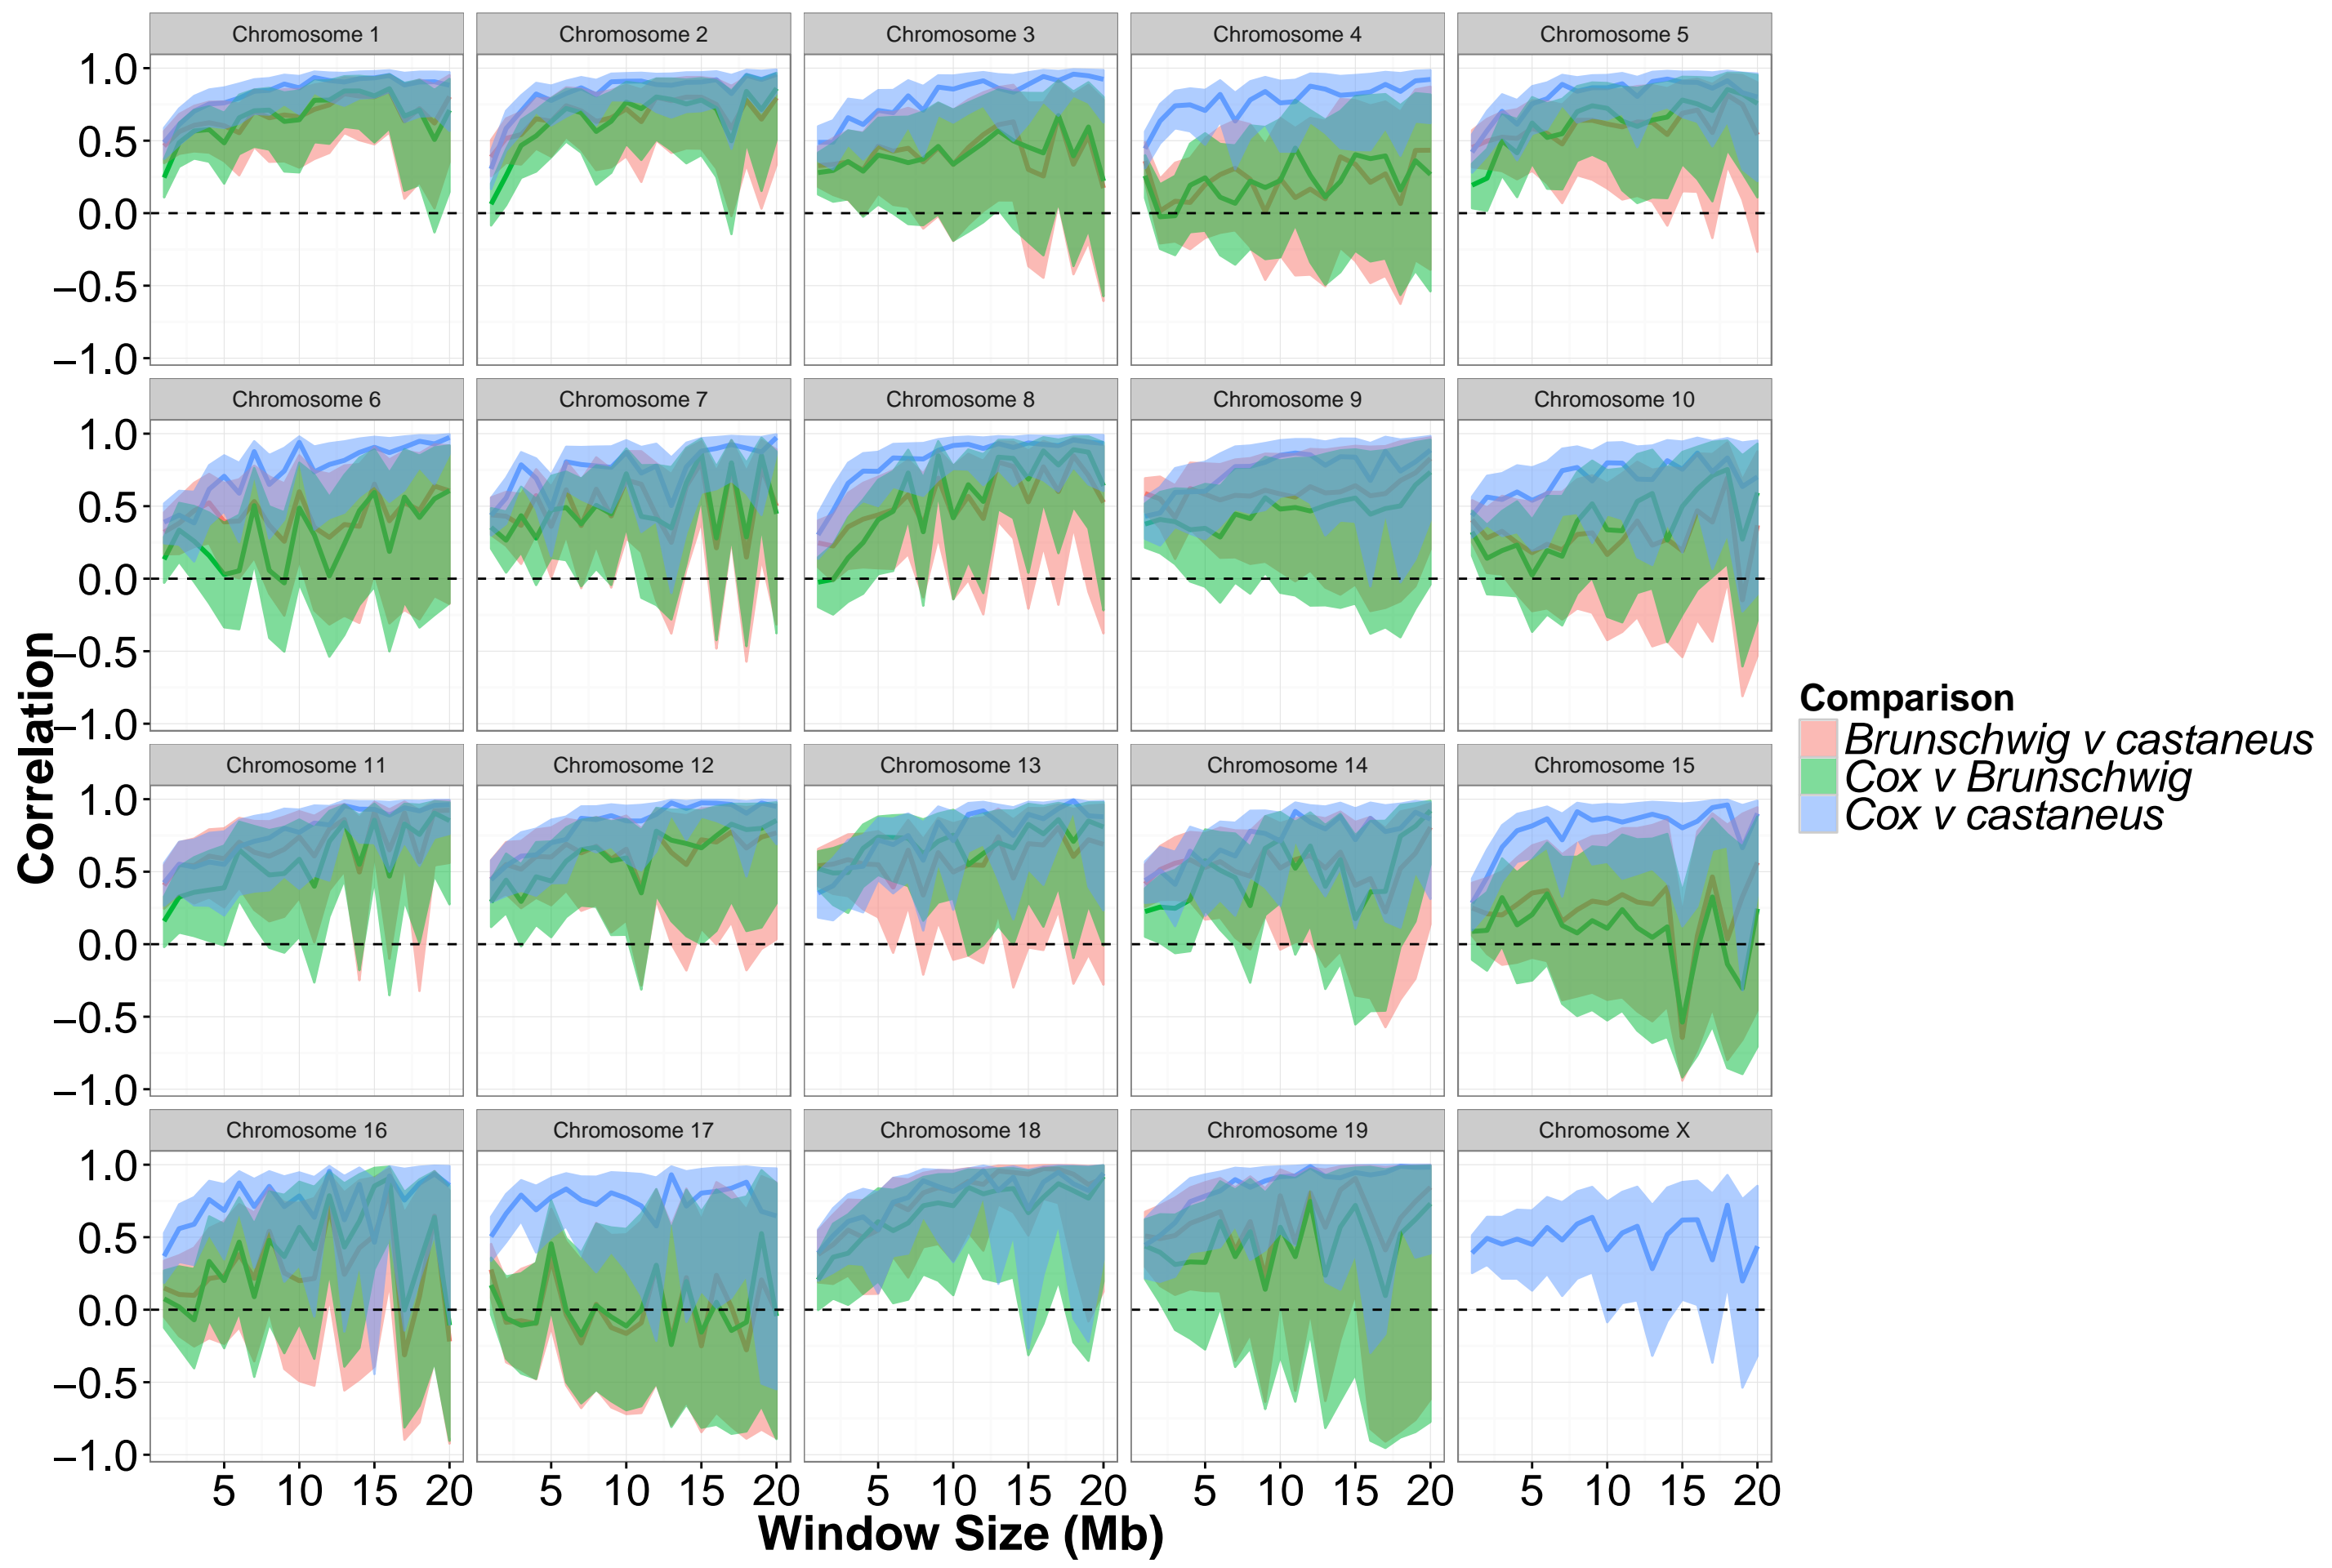 Chromosome 1 Chromosome 2 Chromosome 3 Chromosome 4 Chromosome 5
1.0
0.5
0.0
−0.5
−1.0
Chromosome 6 Chromosome 7 Chromosome 8 Chromosome 9 Chromosome 10
1.0
0.5
0.0
−0.5
−1.0
Chromosome 11 Chromosome 12 Chromosome 13 Chromosome 14 Chromosome 15
1.0
0.5
0.0
−0.5
−1.0
Chromosome 16 Chromosome 17 Chromosome 18 Chromosome 19 Chromosome X
1.0
0.5
0.0
−0.5
−1.0
5 10 15 20 5 10 15 20 5 10 15 20 5 10 15 20 5 10 15 20
Window Size (Mb)
Correlation
Comparison
Brunschwig v castaneus
Cox v Brunschwig
Cox v castaneus